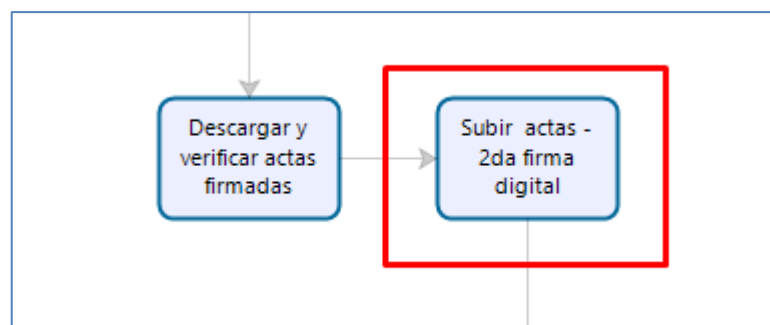 Descargar y
verificar actas
firmadas
Subir actas -
2da firma
digital